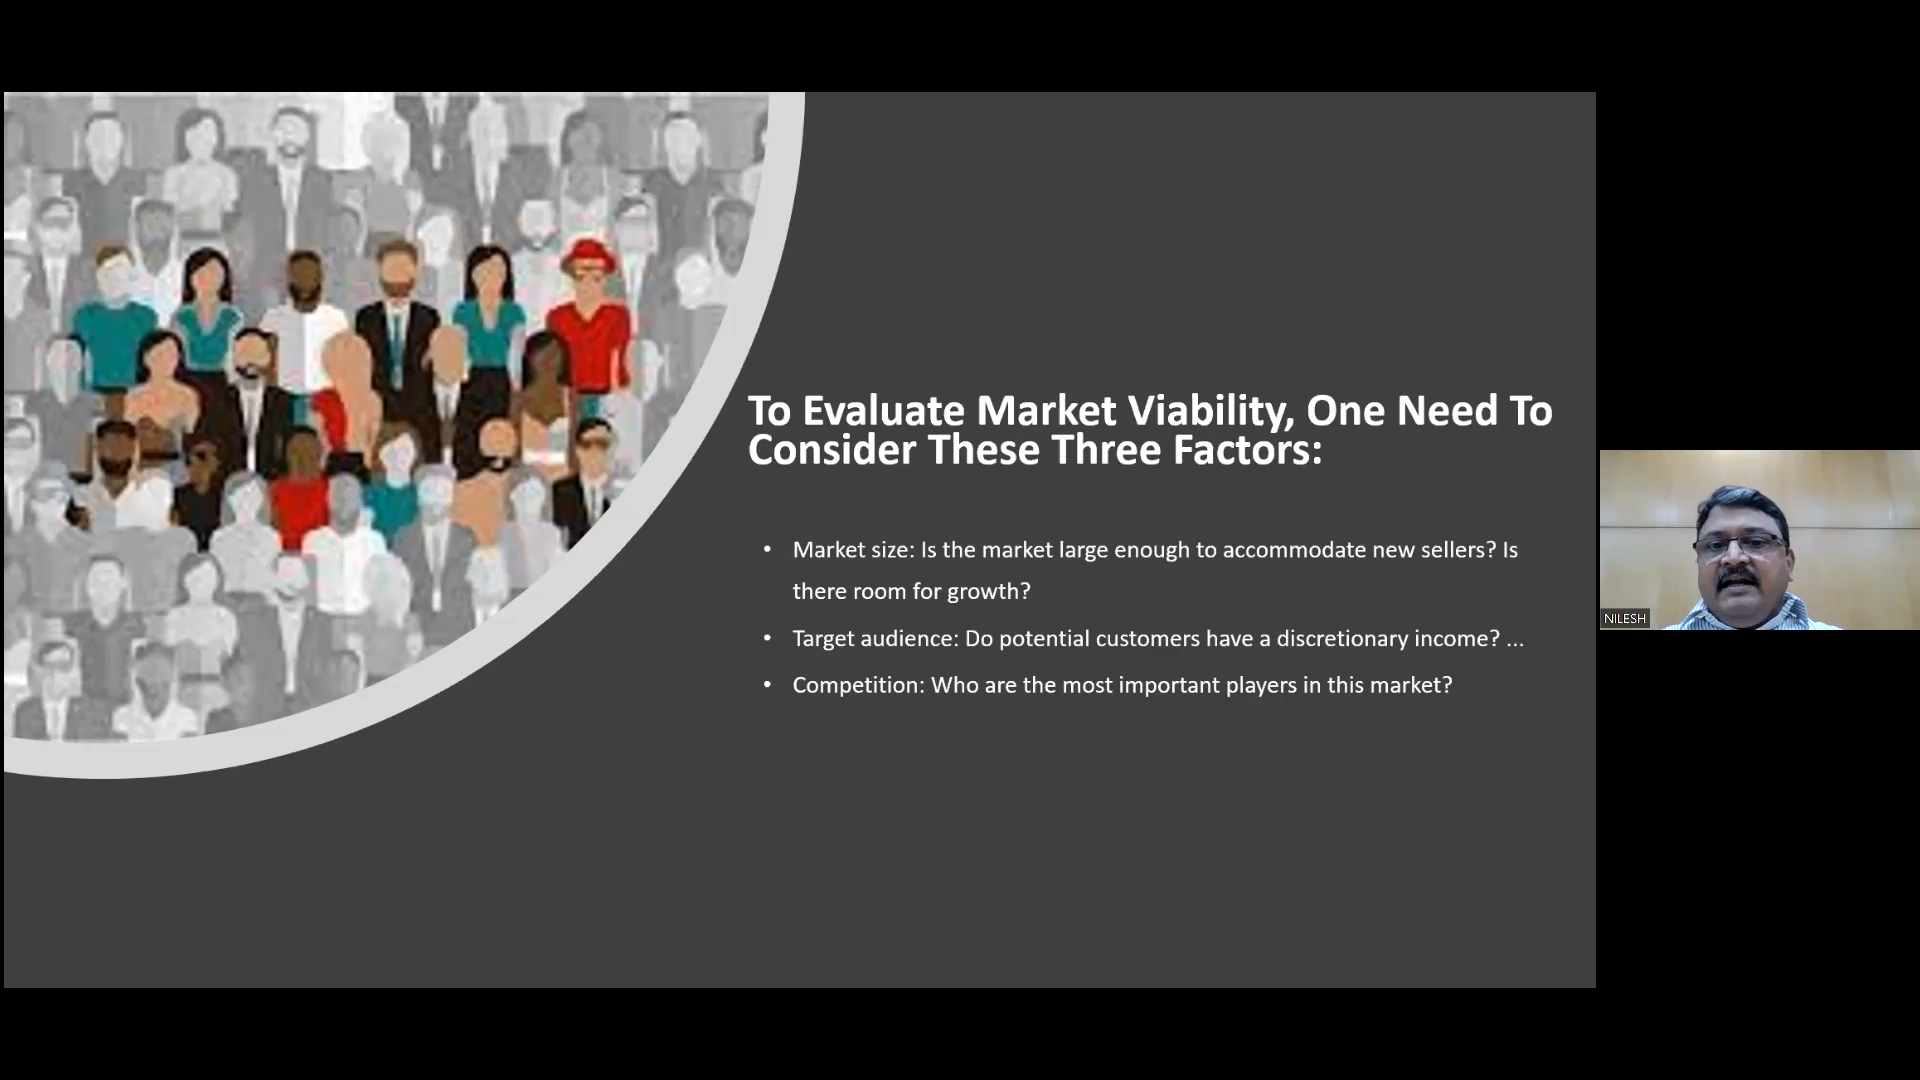 To Evaluate Market Viability, One Need To
Consider These Three Factors:
• Market size: Is the market large enough to accommodate new sellers? Is
there room for growth?
• Target audience: Do potential customers have a discretionary income? ...
• Competition: Who are the most important players in this market?
NILESH